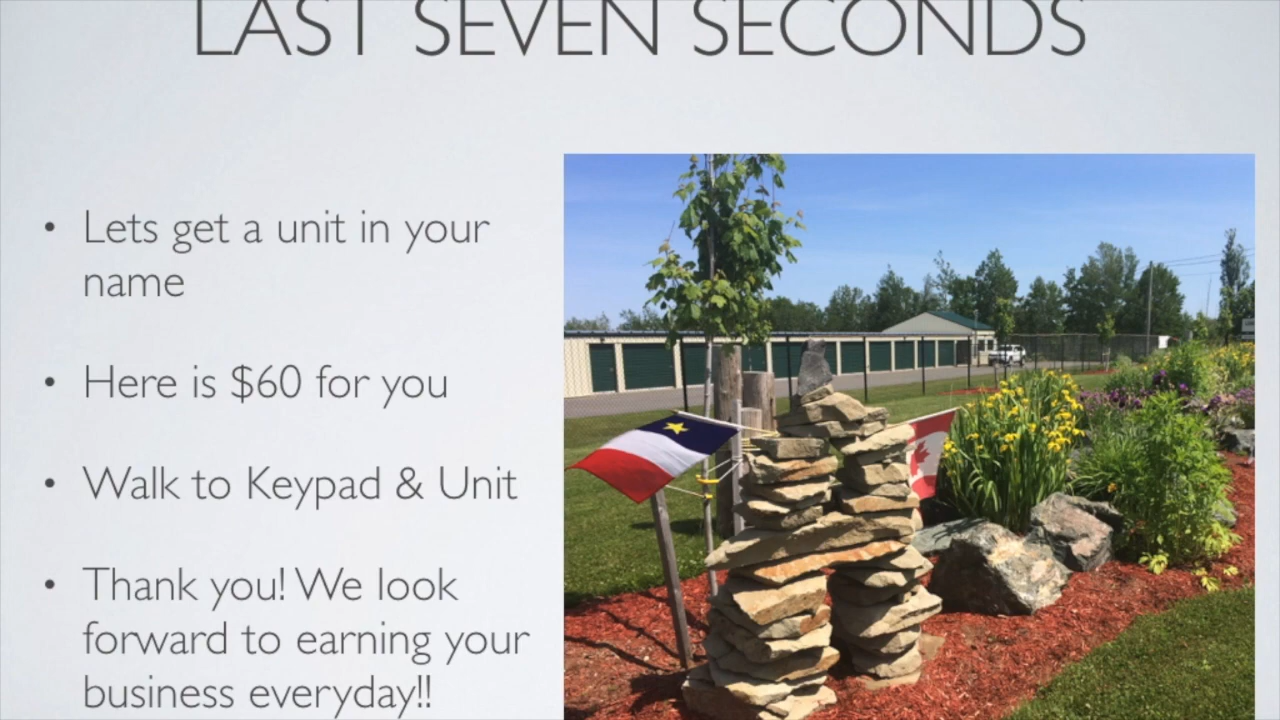 LAST SEVEN SECONDS
• Lets get a unit in your
name
• Here is $60 for you
• Walk to Keypad & Unit
• Thank you! We look
forward to earning your
business everyday!!